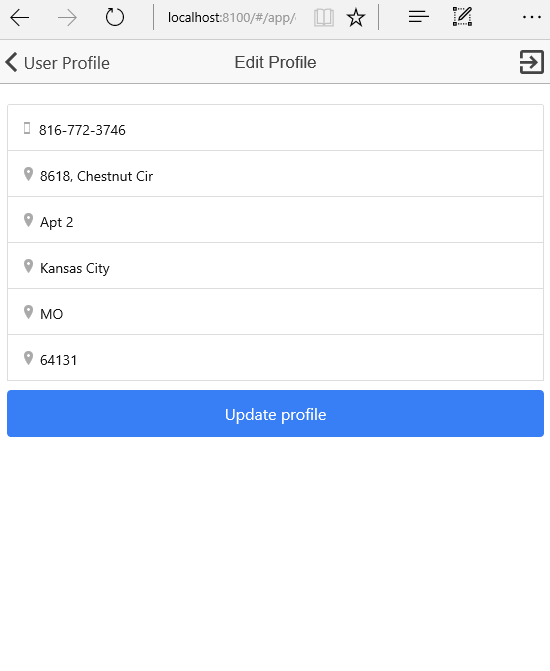 localhost:8100/#/app/
User Profile
Edit Profile
816-772-3746
8618, Chestnut Cir
Apt 2
Kansas City
MO
64131
Update profile